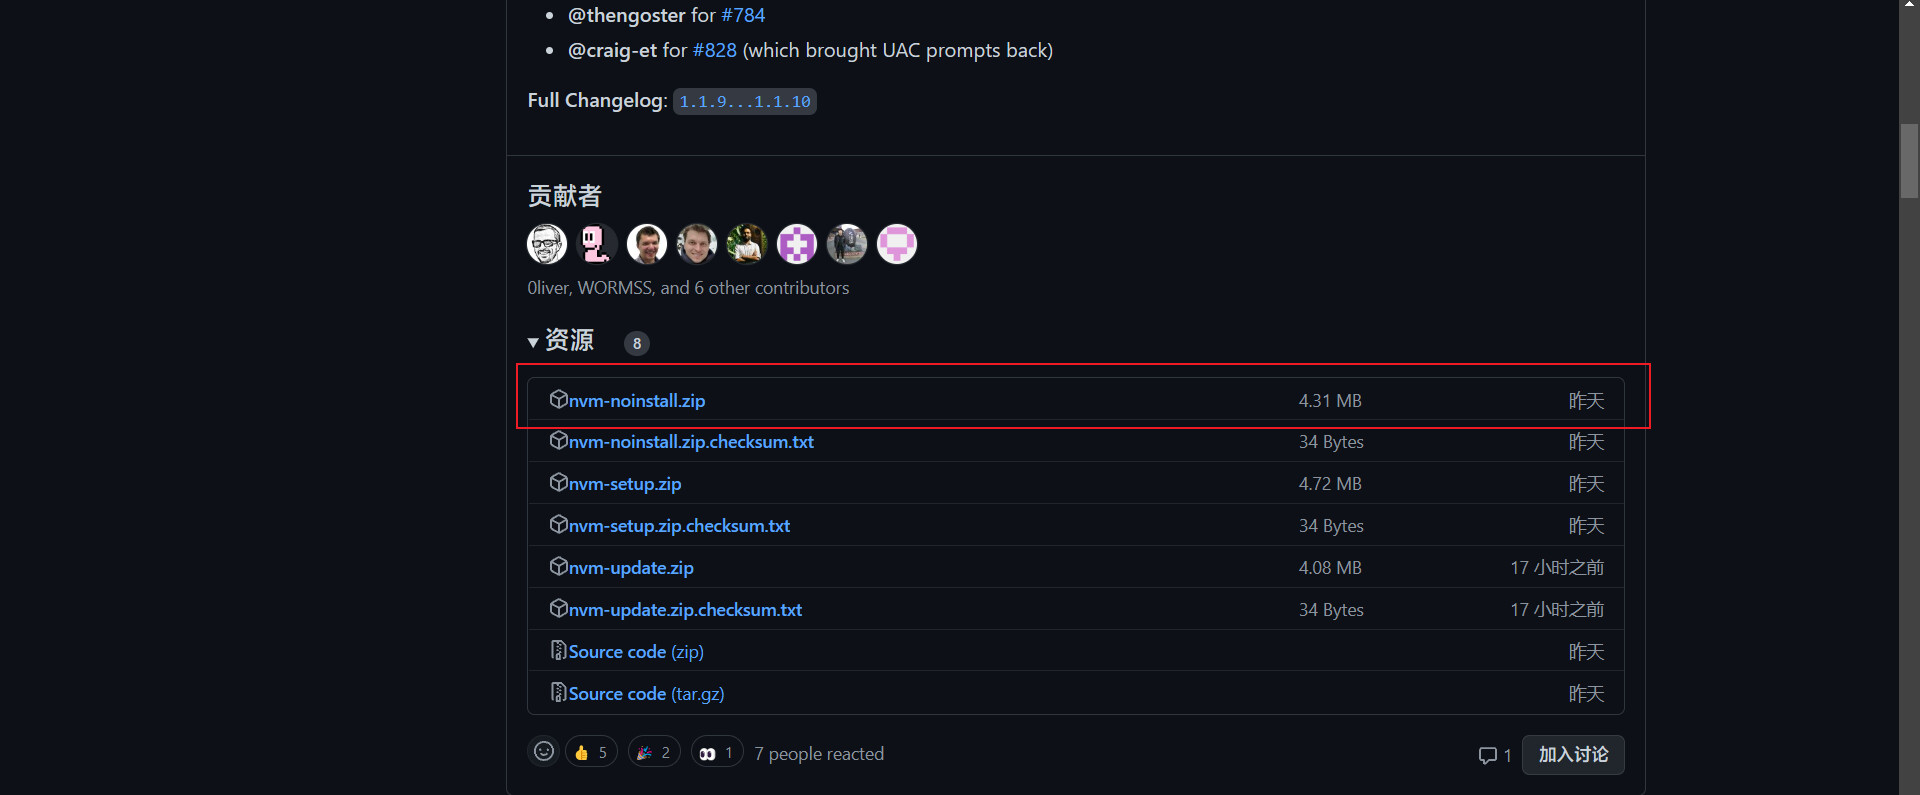 @thengoster for #784
@craig-et for #828 (which brought UAC prompts back)
Full Changelog: 1.1.9...1.1.10
贡献者
0liver, WORMSS, and 6 other contributors
资源 8
nvm-noinstall.zip 4.31 MB 昨天
nvm-noinstall.zip.checksum.txt 34 Bytes 昨天
nvm-setup.zip 4.72 MB 昨天
nvm-setup.zip.checksum.txt 34 Bytes 昨天
nvm-update.zip 4.08 MB 17 小时之前
nvm-update.zip.checksum.txt 34 Bytes 17 小时之前
Source code (zip) 昨天
Source code (tar.gz) 昨天
5 2 1 7 people reacted 1 加入讨论